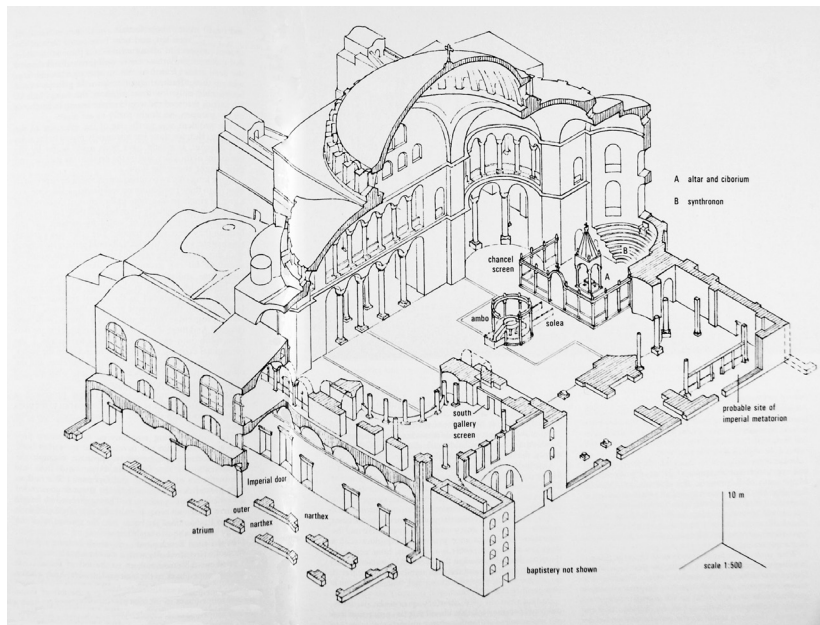 A altar and ciborium
B synthronon
chancel
screen
B
A
ambo
solea
probable site of
imperial metatorion
south
gallery
screen
Imperial door
10 m
outer
narthex
narthex
atrium
scale 1:500
baptistery not shown